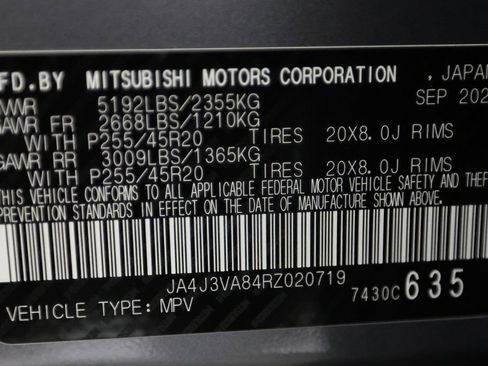 FD.BY MITSUBISHI MOTORS CORPORATION , JAPAN
VWR 5192LBS/2355KG SEP 202
AWR FR 2668LBS/1210KG
WITH P255/45R20 TIRES 20X8.0J RIMS
GAWR RR 3009LBS/1365KG
WITH P255/45R20 TIRES 20X8.0J RIMS
THIS VEHICLE CONFORMS TO ALL APPLICABLE FEDERAL MOTOR VEHICLE SAFETY AND THEF
PREVENTION STANDARDS IN EFFECT ON THE DATE OF MANUFACTURE SHOWN ABOVE.
JA4J3VA84RZ020719
VEHICLE TYPE: MPV 7430C 635